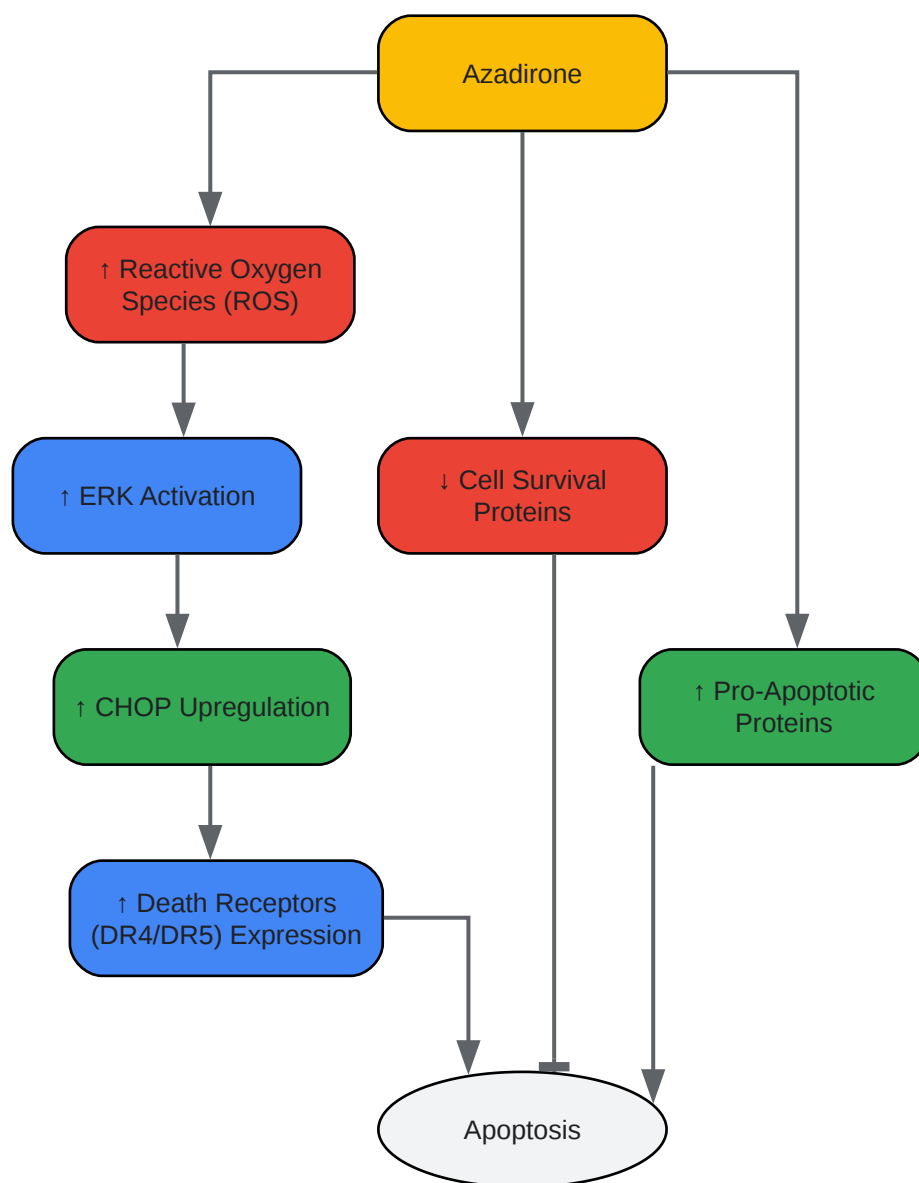 Azadirone
↑ Reactive Oxygen
Species (ROS)
↑ ERK Activation
↓ Cell Survival
Proteins
↑ CHOP Upregulation
↑ Pro-Apoptotic
Proteins
↑ Death Receptors
(DR4/DR5) Expression
Apoptosis